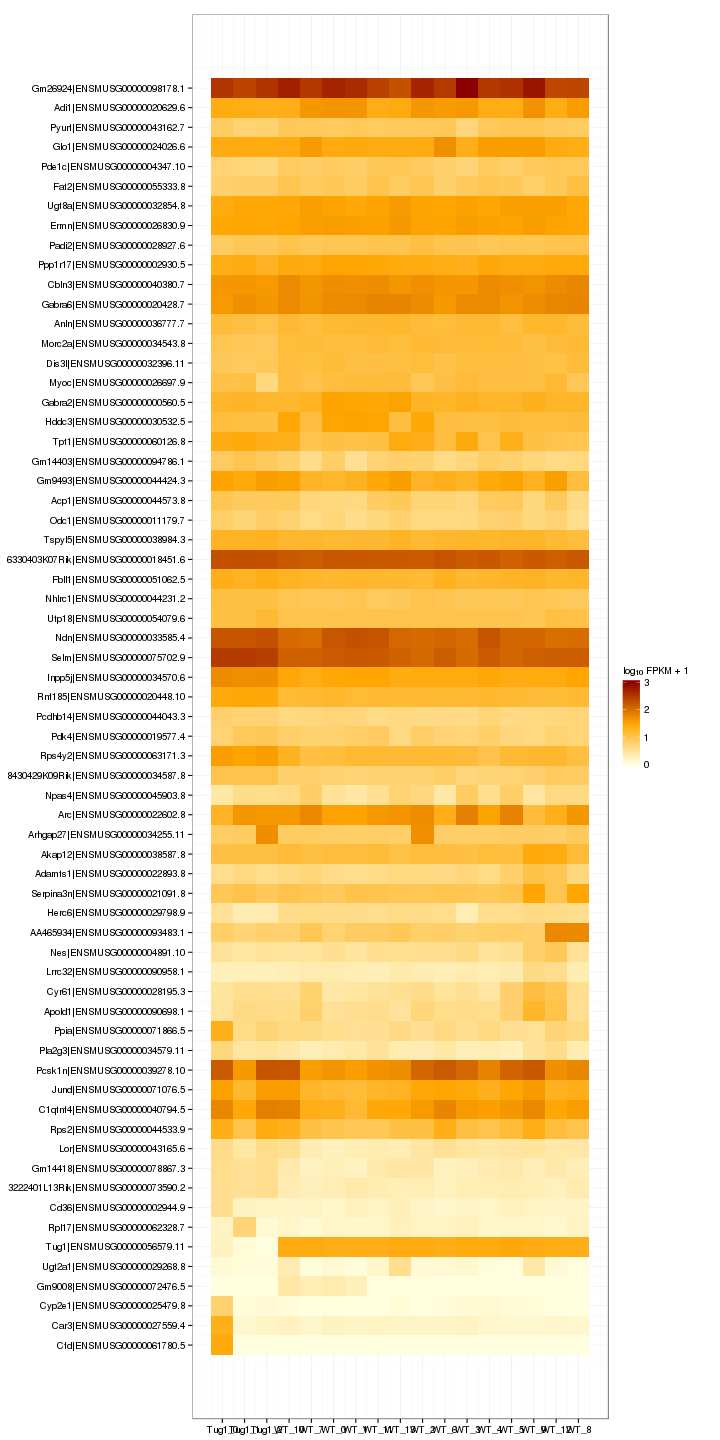 Gm26924|ENSMUSG00000098178.1
Adi1|ENSMUSG00000020629.6
Pyurf|ENSMUSG00000043162.7
Glo1|ENSMUSG00000024026.6
Pde1c|ENSMUSG00000004347.10
Fat2|ENSMUSG00000055333.8
Ugt8a|ENSMUSG00000032854.8
Ermn|ENSMUSG00000026830.9
Padi2|ENSMUSG00000028927.6
Ppp1r17|ENSMUSG00000002930.5
Cbln3|ENSMUSG00000040380.7
Gabra6|ENSMUSG00000020428.7
Anln|ENSMUSG00000036777.7
Morc2a|ENSMUSG00000034543.8
Dis3l|ENSMUSG00000032396.11
Myoc|ENSMUSG00000026697.9
Gabra2|ENSMUSG00000000560.5
Hddc3|ENSMUSG00000030532.5
Tpt1|ENSMUSG00000060126.8
Gm14403|ENSMUSG00000094786.1
Gm9493|ENSMUSG00000044424.3
Acp1|ENSMUSG00000044573.8
Odc1|ENSMUSG00000011179.7
Tspyl5|ENSMUSG00000038984.3
6330403K07Rik|ENSMUSG00000018451.6
Fbll1|ENSMUSG00000051062.5
Nhlrc1|ENSMUSG00000044231.2
Utp18|ENSMUSG00000054079.6
Ndn|ENSMUSG00000033585.4
Selm|ENSMUSG00000075702.9
Inpp5j|ENSMUSG00000034570.6
Rnf185|ENSMUSG00000020448.10
Pcdhb14|ENSMUSG00000044043.3
Pdk4|ENSMUSG00000019577.4
Rps4y2|ENSMUSG00000063171.3
8430429K09Rik|ENSMUSG00000034587.8
Npas4|ENSMUSG00000045903.8
Arc|ENSMUSG00000022602.8
Arhgap27|ENSMUSG00000034255.11
Akap12|ENSMUSG00000038587.8
Adamts1|ENSMUSG00000022893.8
Serpina3n|ENSMUSG00000021091.8
Herc6|ENSMUSG00000029798.9
AA465934|ENSMUSG00000093483.1
Nes|ENSMUSG00000004891.10
Lrrc32|ENSMUSG00000090958.1
Cyr61|ENSMUSG00000028195.3
Apold1|ENSMUSG00000090698.1
Ppia|ENSMUSG00000071866.5
Pla2g3|ENSMUSG00000034579.11
Pcsk1n|ENSMUSG00000039278.10
Jund|ENSMUSG00000071076.5
C1qtnf4|ENSMUSG00000040794.5
Rps2|ENSMUSG00000044533.9
Lor|ENSMUSG00000043165.6
Gm14418|ENSMUSG00000078867.3
3222401L13Rik|ENSMUSG00000073590.2
Cd36|ENSMUSG00000002944.9
Rpl17|ENSMUSG00000062328.7
Tug1|ENSMUSG00000056579.11
Ugt2a1|ENSMUSG00000029268.8
Gm9008|ENSMUSG00000072476.5
Cyp2e1|ENSMUSG00000025479.8
Car3|ENSMUSG00000027559.4
Cfd|ENSMUSG00000061780.5
log10 FPKM + 1
3
2
1
0
WT_8